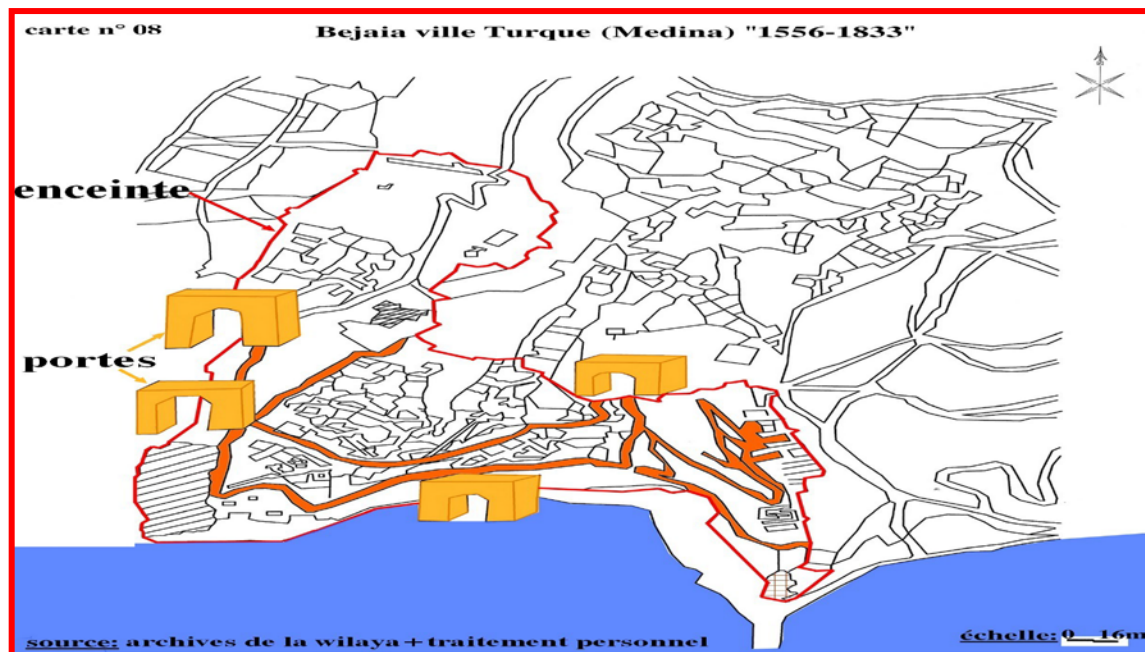 carte n° 08
Bejaia ville Turque (Medina) "1556-1833"
enceinte
portes
source: archives de la wilaya+traitement personnel
échelle: 0 16m